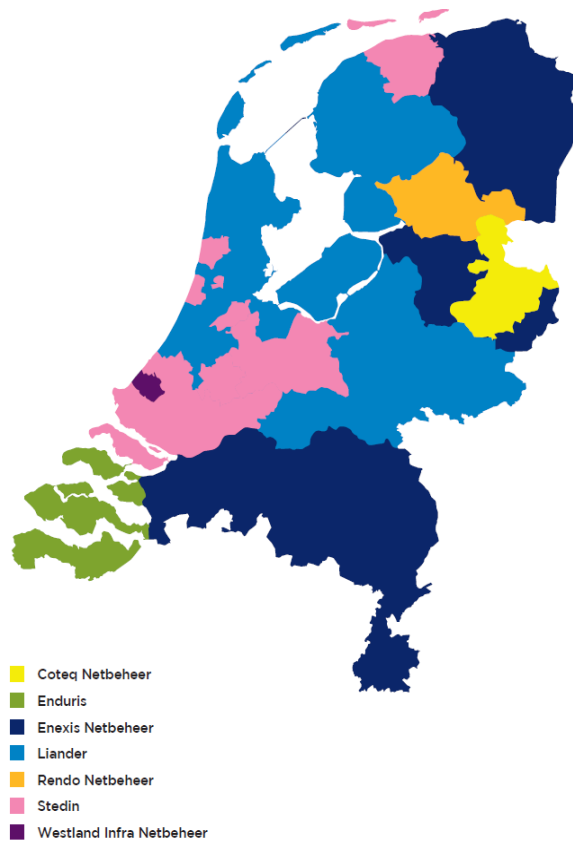 Coteq Netbeheer
Enduris
Enexis Netbeheer
Liander
Rendo Netbeheer
Stedin
Westland Infra Netbeheer